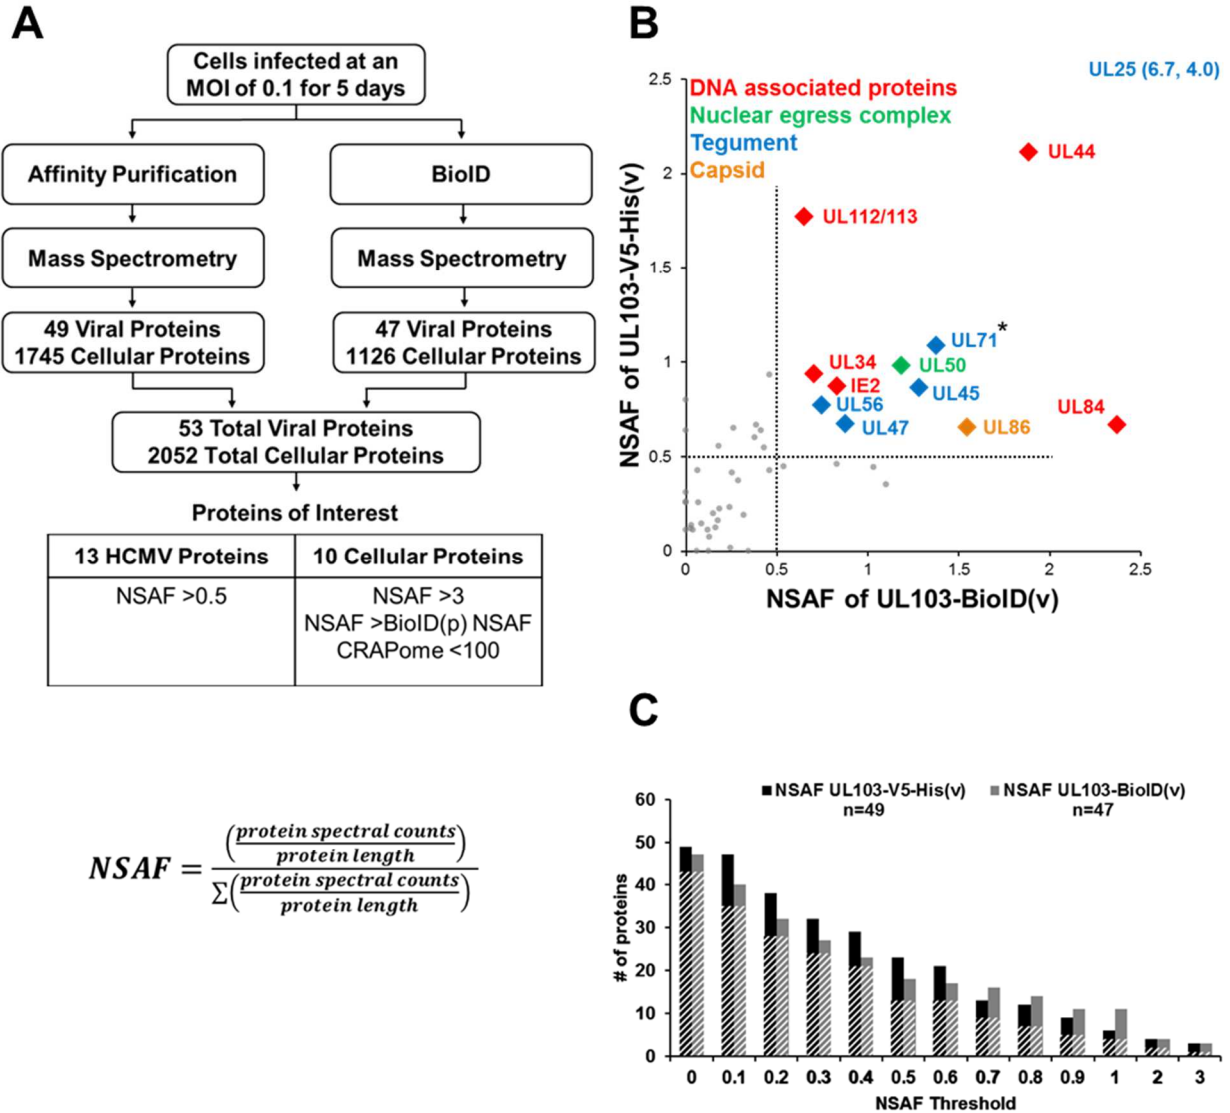 A
Cells infected at an
MOI of 0.1 for 5 days
Affinity Purification
BioID
Mass Spectrometry
Mass Spectrometry
49 Viral Proteins
1745 Cellular Proteins
47 Viral Proteins
1126 Cellular Proteins
53 Total Viral Proteins
2052 Total Cellular Proteins
Proteins of Interest
13 HCMV Proteins
10 Cellular Proteins
NSAF >0.5
NSAF >3
NSAF >BioID(p) NSAF
CRAPome <100
NSAF = (protein spectral counts / protein length) / ∑(protein spectral counts / protein length)
B
UL25 (6.7, 4.0)
DNA associated proteins
Nuclear egress complex
Tegument
Capsid
NSAF of UL103-V5-His(v)
2.5
2
1.5
1
0.5
0
UL44
UL112/113
UL71*
UL34
UL50
IE2
UL45
UL56
UL47
UL84
UL86
0 0.5 1 1.5 2 2.5
NSAF of UL103-BioID(v)
C
NSAF UL103-V5-His(v)
n=49
NSAF UL103-BioID(v)
n=47
# of proteins
60
50
40
30
20
10
0
0 0.1 0.2 0.3 0.4 0.5 0.6 0.7 0.8 0.9 1 2 3
NSAF Threshold